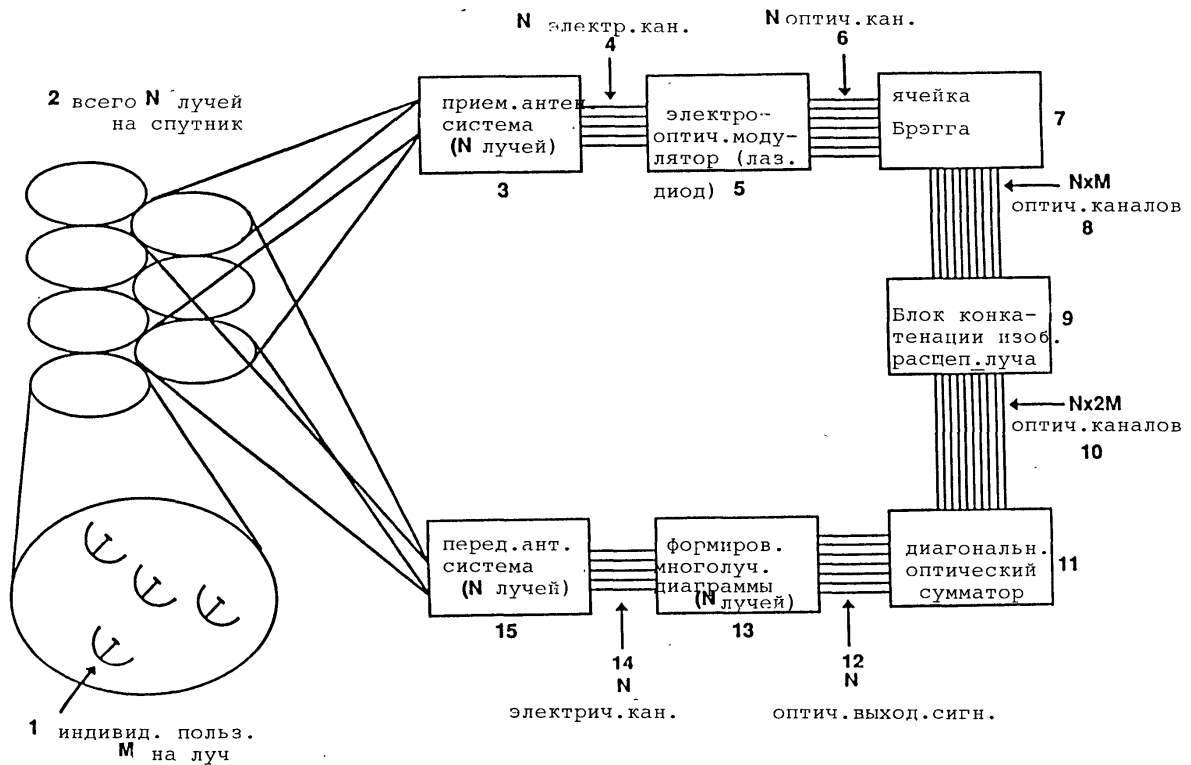 N электр.кан.
4
N оптич.кан.
6
2 всего N лучей
на спутник
прием.антен.
система
(N лучей)
3
электро-
оптич.моду-
лятор (лаз.
диод)
5
ячейка
Брэгга
7
NxM
оптич.каналов
8
Блок конка-
тенации изоб.
расщеп.луча
9
Nx2M
оптич.каналов
10
диагональн.
оптический
сумматор
11
12
N
оптич.выход.сигн.
формиров.
многолуч.
диаграммы
(N лучей)
13
14
N
электрич.кан.
перед.ант.
система
(N лучей)
15
1 индивид. польз.
M на луч